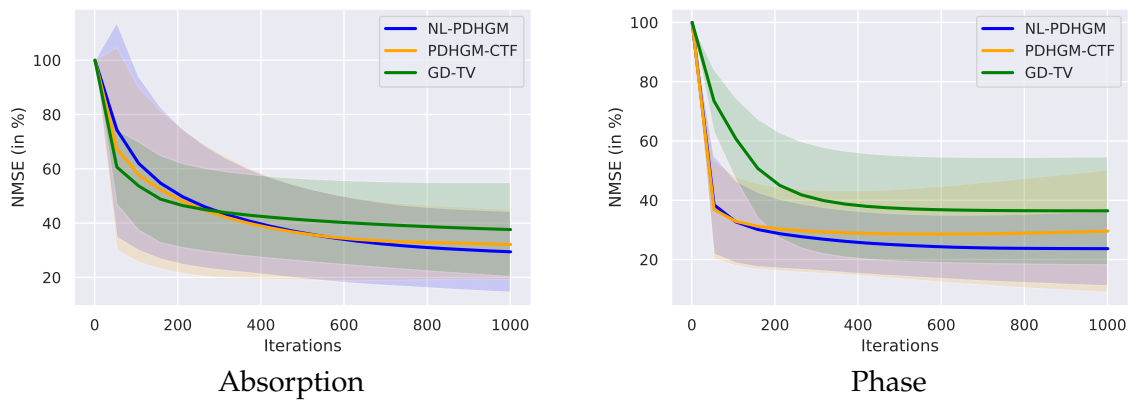 NL-PDHGM
PDHGM-CTF
GD-TV
NMSE (in %)
100
80
60
40
20
0 200 400 600 800 1000
Iterations
Absorption
NL-PDHGM
PDHGM-CTF
GD-TV
NMSE (in %)
100
80
60
40
20
0 200 400 600 800 1000
Iterations
Phase